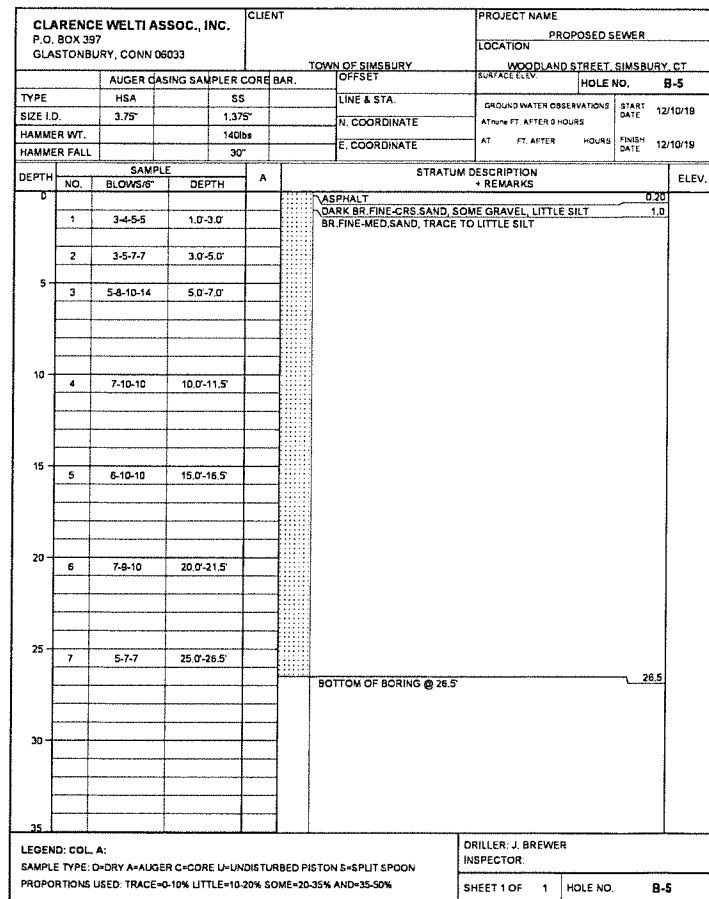 CLARENCE WELTI ASSOC., INC.
P.O. BOX 397
GLASTONBURY, CONN 06033
CLIENT
TOWN OF SIMSBURY
PROJECT NAME
PROPOSED SEWER
LOCATION
WOODLAND STREET, SIMSBURY, CT
AUGER CASING SAMPLER CORE BAR.
TYPE HSA SS
SIZE I.D. 3.75" 1.375"
HAMMER WT. 140lbs
HAMMER FALL 30"
OFFSET
LINE & STA.
N. COORDINATE
E. COORDINATE
SURFACE ELEV.
HOLE NO. B-5
GROUND WATER OBSERVATIONS
AT none FT. AFTER 0 HOURS
AT FT. AFTER HOURS
START DATE 12/10/19
FINISH DATE 12/10/19
DEPTH SAMPLE A STRATUM DESCRIPTION + REMARKS ELEV.
NO. BLOWS/6" DEPTH
0 ASPHALT 0.20
DARK BR.FINE-CRS.SAND, SOME GRAVEL, LITTLE SILT 1.0
1 3-4-5-5 1.0'-3.0' BR.FINE-MED.SAND, TRACE TO LITTLE SILT
2 3-5-7-7 3.0'-5.0'
5
3 5-8-10-14 5.0'-7.0'
10
4 7-10-10 10.0'-11.5'
15
5 6-10-10 15.0'-16.5'
20
6 7-9-10 20.0'-21.5'
25
7 5-7-7 25.0'-26.5'
BOTTOM OF BORING @ 26.5' 26.5
30
35
LEGEND: COL. A:
SAMPLE TYPE: D=DRY A=AUGER C=CORE U=UNDISTURBED PISTON S=SPLIT SPOON
PROPORTIONS USED: TRACE=0-10% LITTLE=10-20% SOME=20-35% AND=35-50%
DRILLER: J. BREWER
INSPECTOR:
SHEET 1 OF 1 HOLE NO. B-5